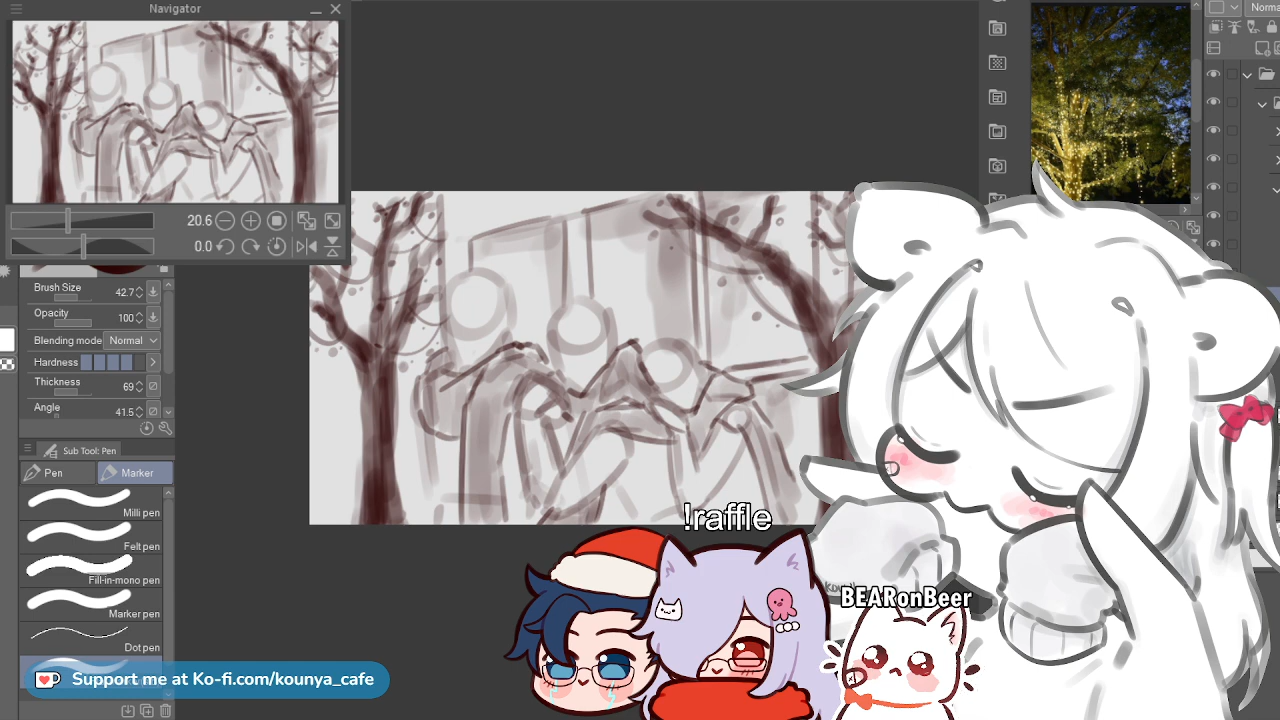 Navigator
Norma
20.6
0.0
Brush Size
42.7
Opacity
100
Blending mode Normal
Hardness
Thickness
69
Angle
41.5
Sub Tool: Pen
Pen
Marker
Milli pen
Felt pen
Fill-in-mono pen
Marker pen
Dot pen
!raffle
BEARonBeer
Support me at Ko-fi.com/kounya_cafe